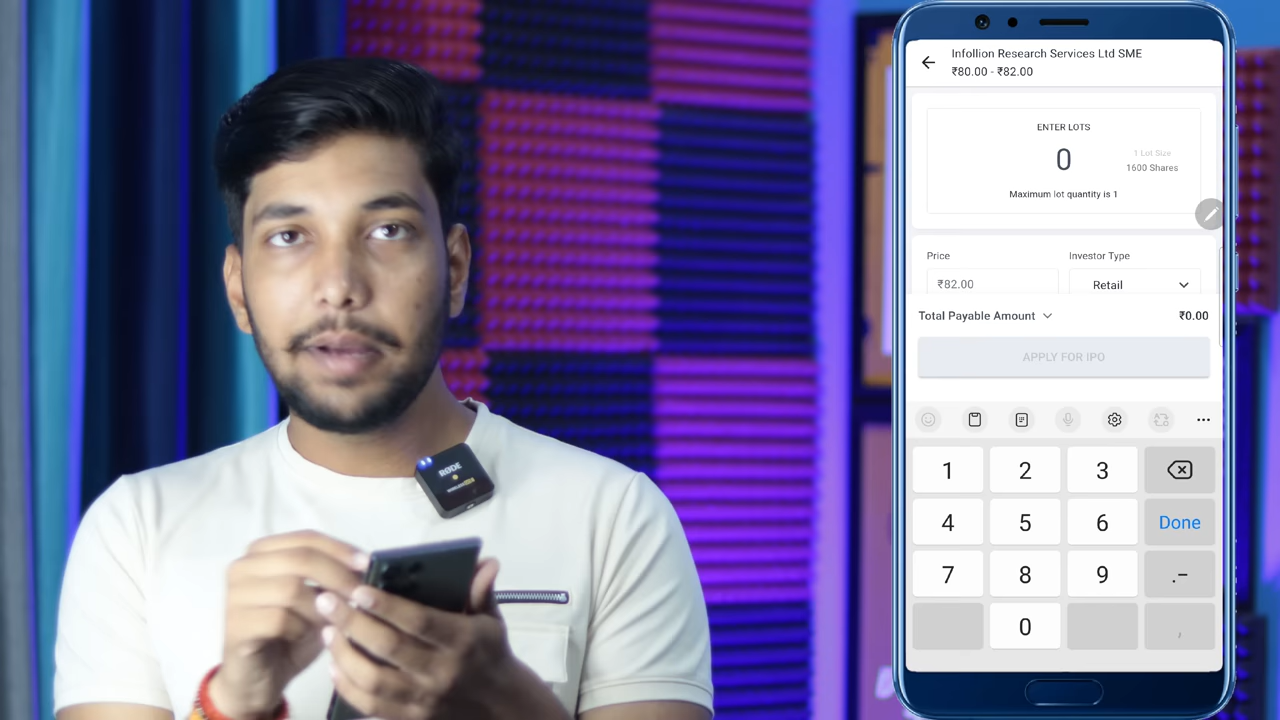 Infollion Research Services Ltd SME
₹80.00 - ₹82.00
ENTER LOTS
0
1 Lot Size
1600 Shares
Maximum lot quantity is 1
Price
Investor Type
₹82.00
Retail
Total Payable Amount
₹0.00
APPLY FOR IPO
1 2 3
4 5 6 Done
7 8 9 .-
0 ,
RØDE